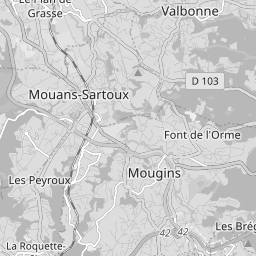 Le Plan de
Grasse
Valbonne
D 103
Mouans-Sartoux
Font de l'Orme
Les Peyroux
Mougins
42
42
Les Bré
La Roquette-